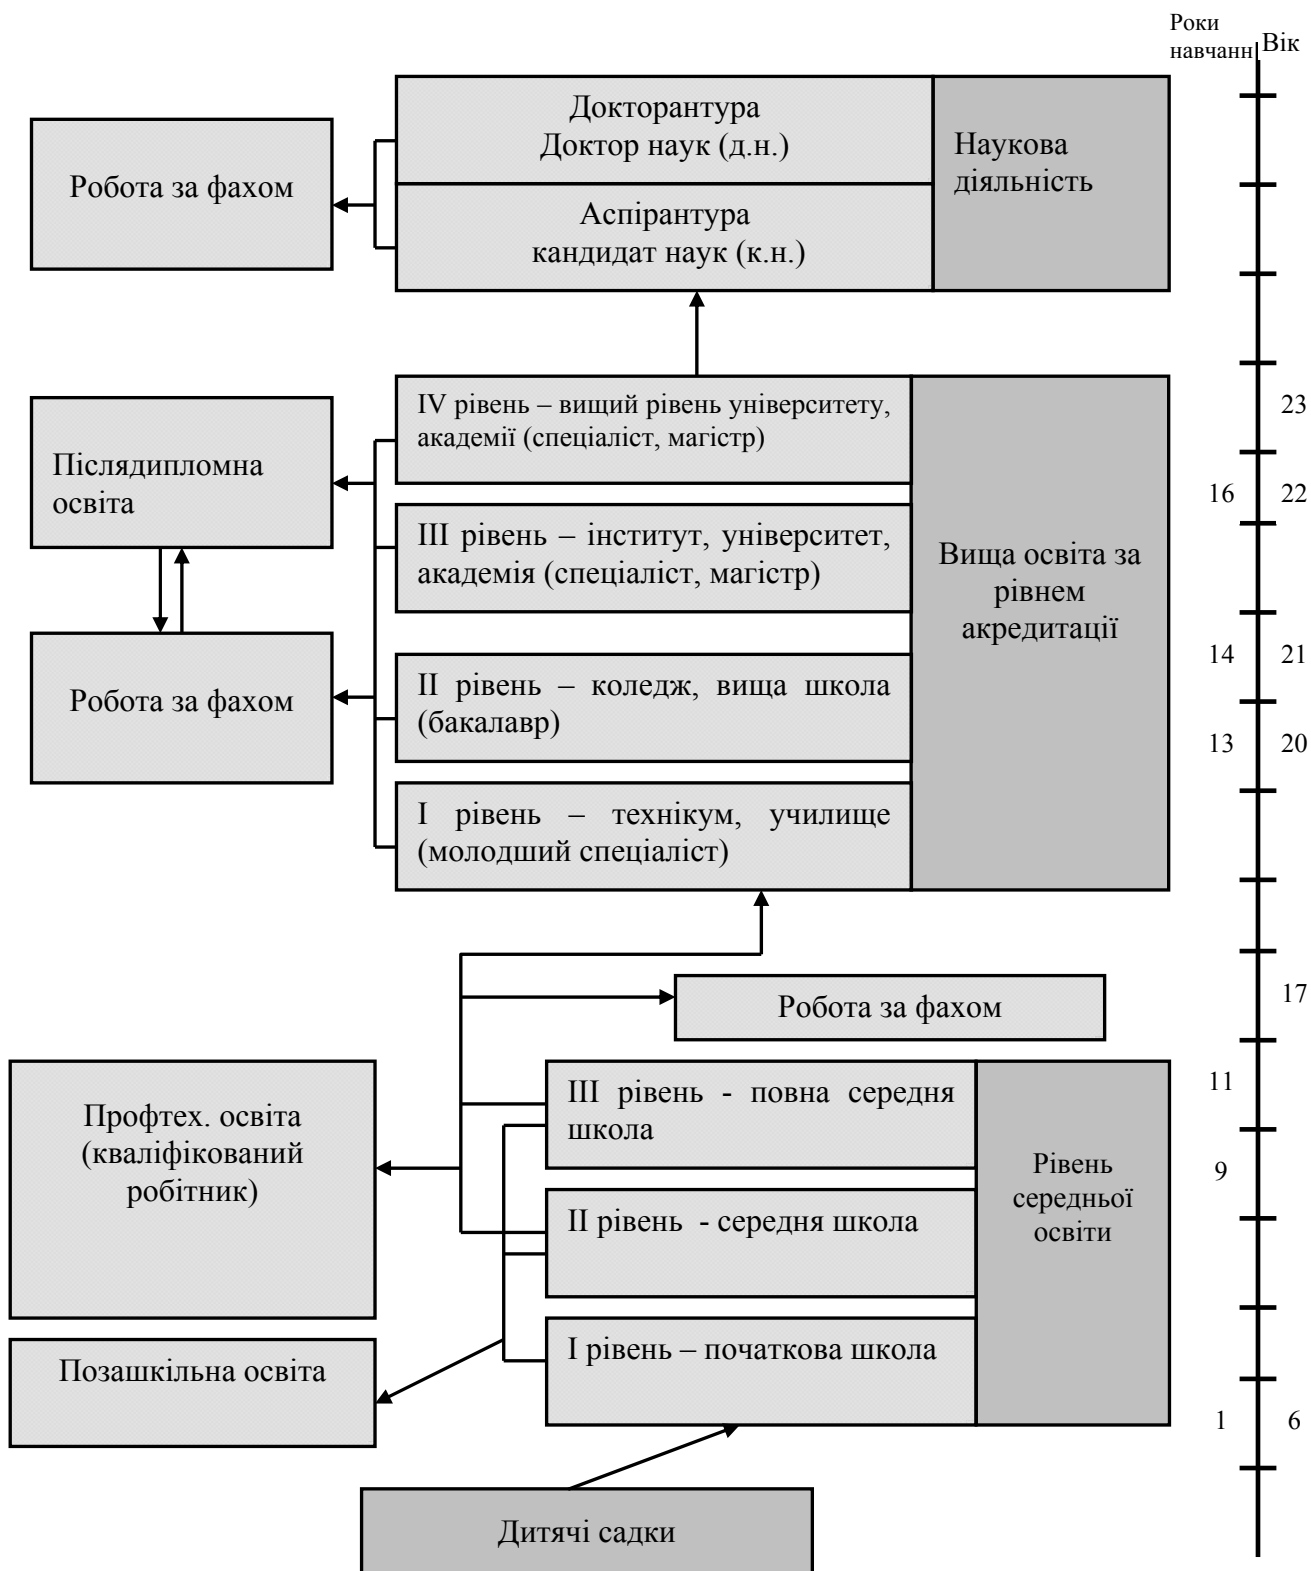 Роки
навчанн
Вік
Докторантура
Доктор наук (д.н.)
Наукова
діяльність
Робота за фахом
Аспірантура
кандидат наук (к.н.)
IV рівень – вищий рівень університету,
академії (спеціаліст, магістр)
23
Післядипломна
освіта
16
22
III рівень – інститут, університет,
академія (спеціаліст, магістр)
Вища освіта за
рівнем
акредитації
14
21
II рівень – коледж, вища школа
(бакалавр)
Робота за фахом
13
20
I рівень – технікум, училище
(молодший спеціаліст)
Робота за фахом
17
11
III рівень - повна середня
школа
Профтех. освіта
(кваліфікований
робітник)
9
Рівень
середньої
освіти
II рівень - середня школа
I рівень – початкова школа
Позашкільна освіта
1
6
Дитячі садки